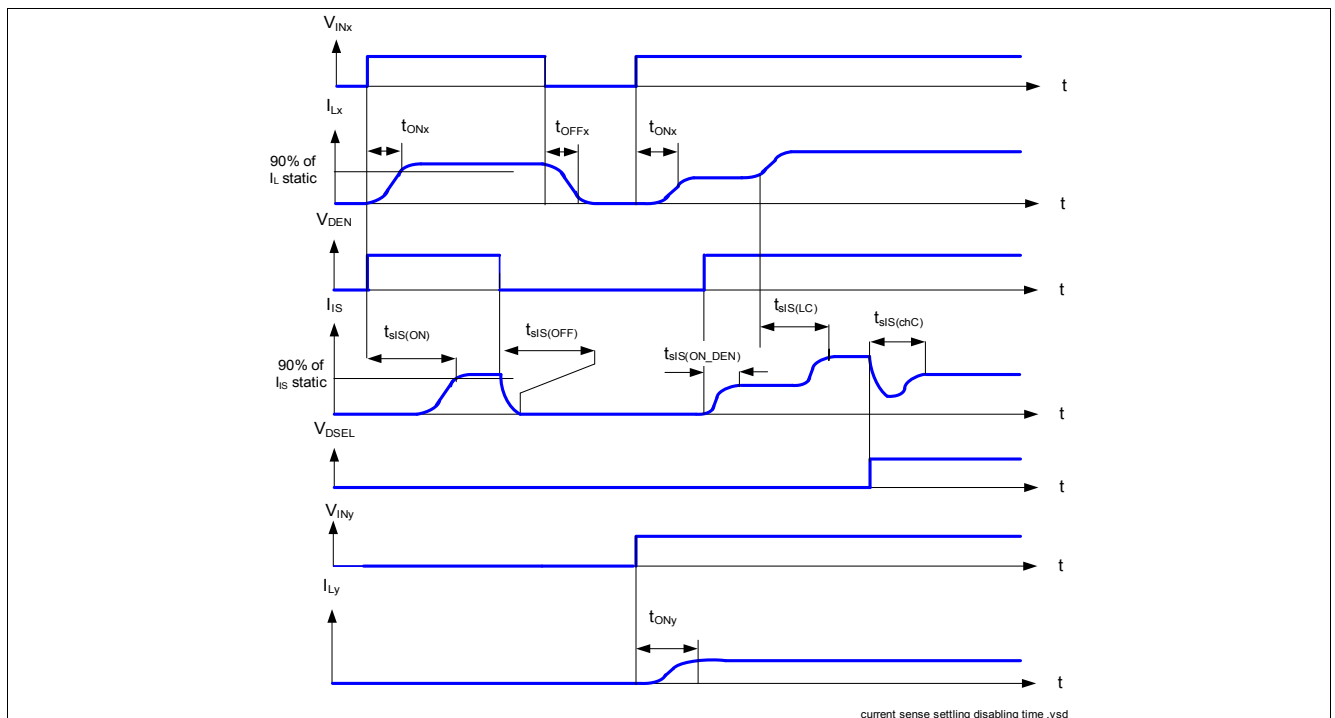 VINx
t
ILx
tONx
tOFFx
tONx
90% of
IL static
t
VDEN
t
IIS
tsIS(ON)
tsIS(OFF)
tsIS(ON_DEN)
tsIS(LC)
tsIS(chC)
90% of
IIS static
t
VDSEL
t
VINy
t
ILy
tONy
t
current sense settling disabling time .vsd